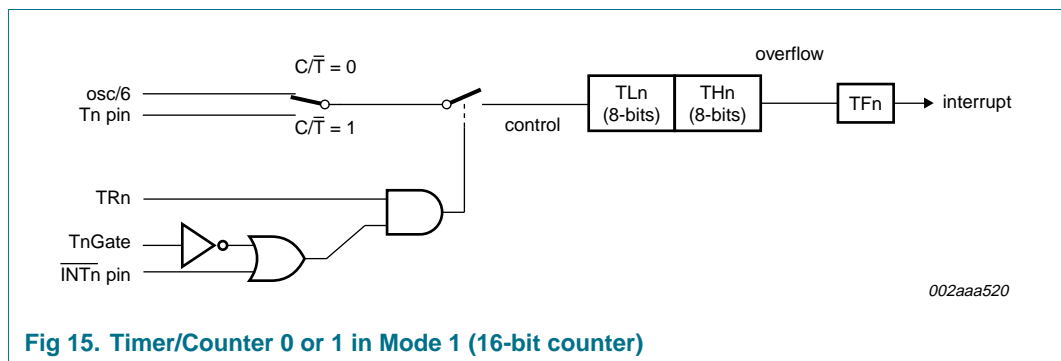 overflow
C/T̅ = 0
osc/6
Tn pin
C/T̅ = 1
control
TLn
(8-bits)
THn
(8-bits)
TFn
interrupt
TRn
TnGate
I̅N̅T̅n̅ pin
002aaa520
Fig 15. Timer/Counter 0 or 1 in Mode 1 (16-bit counter)